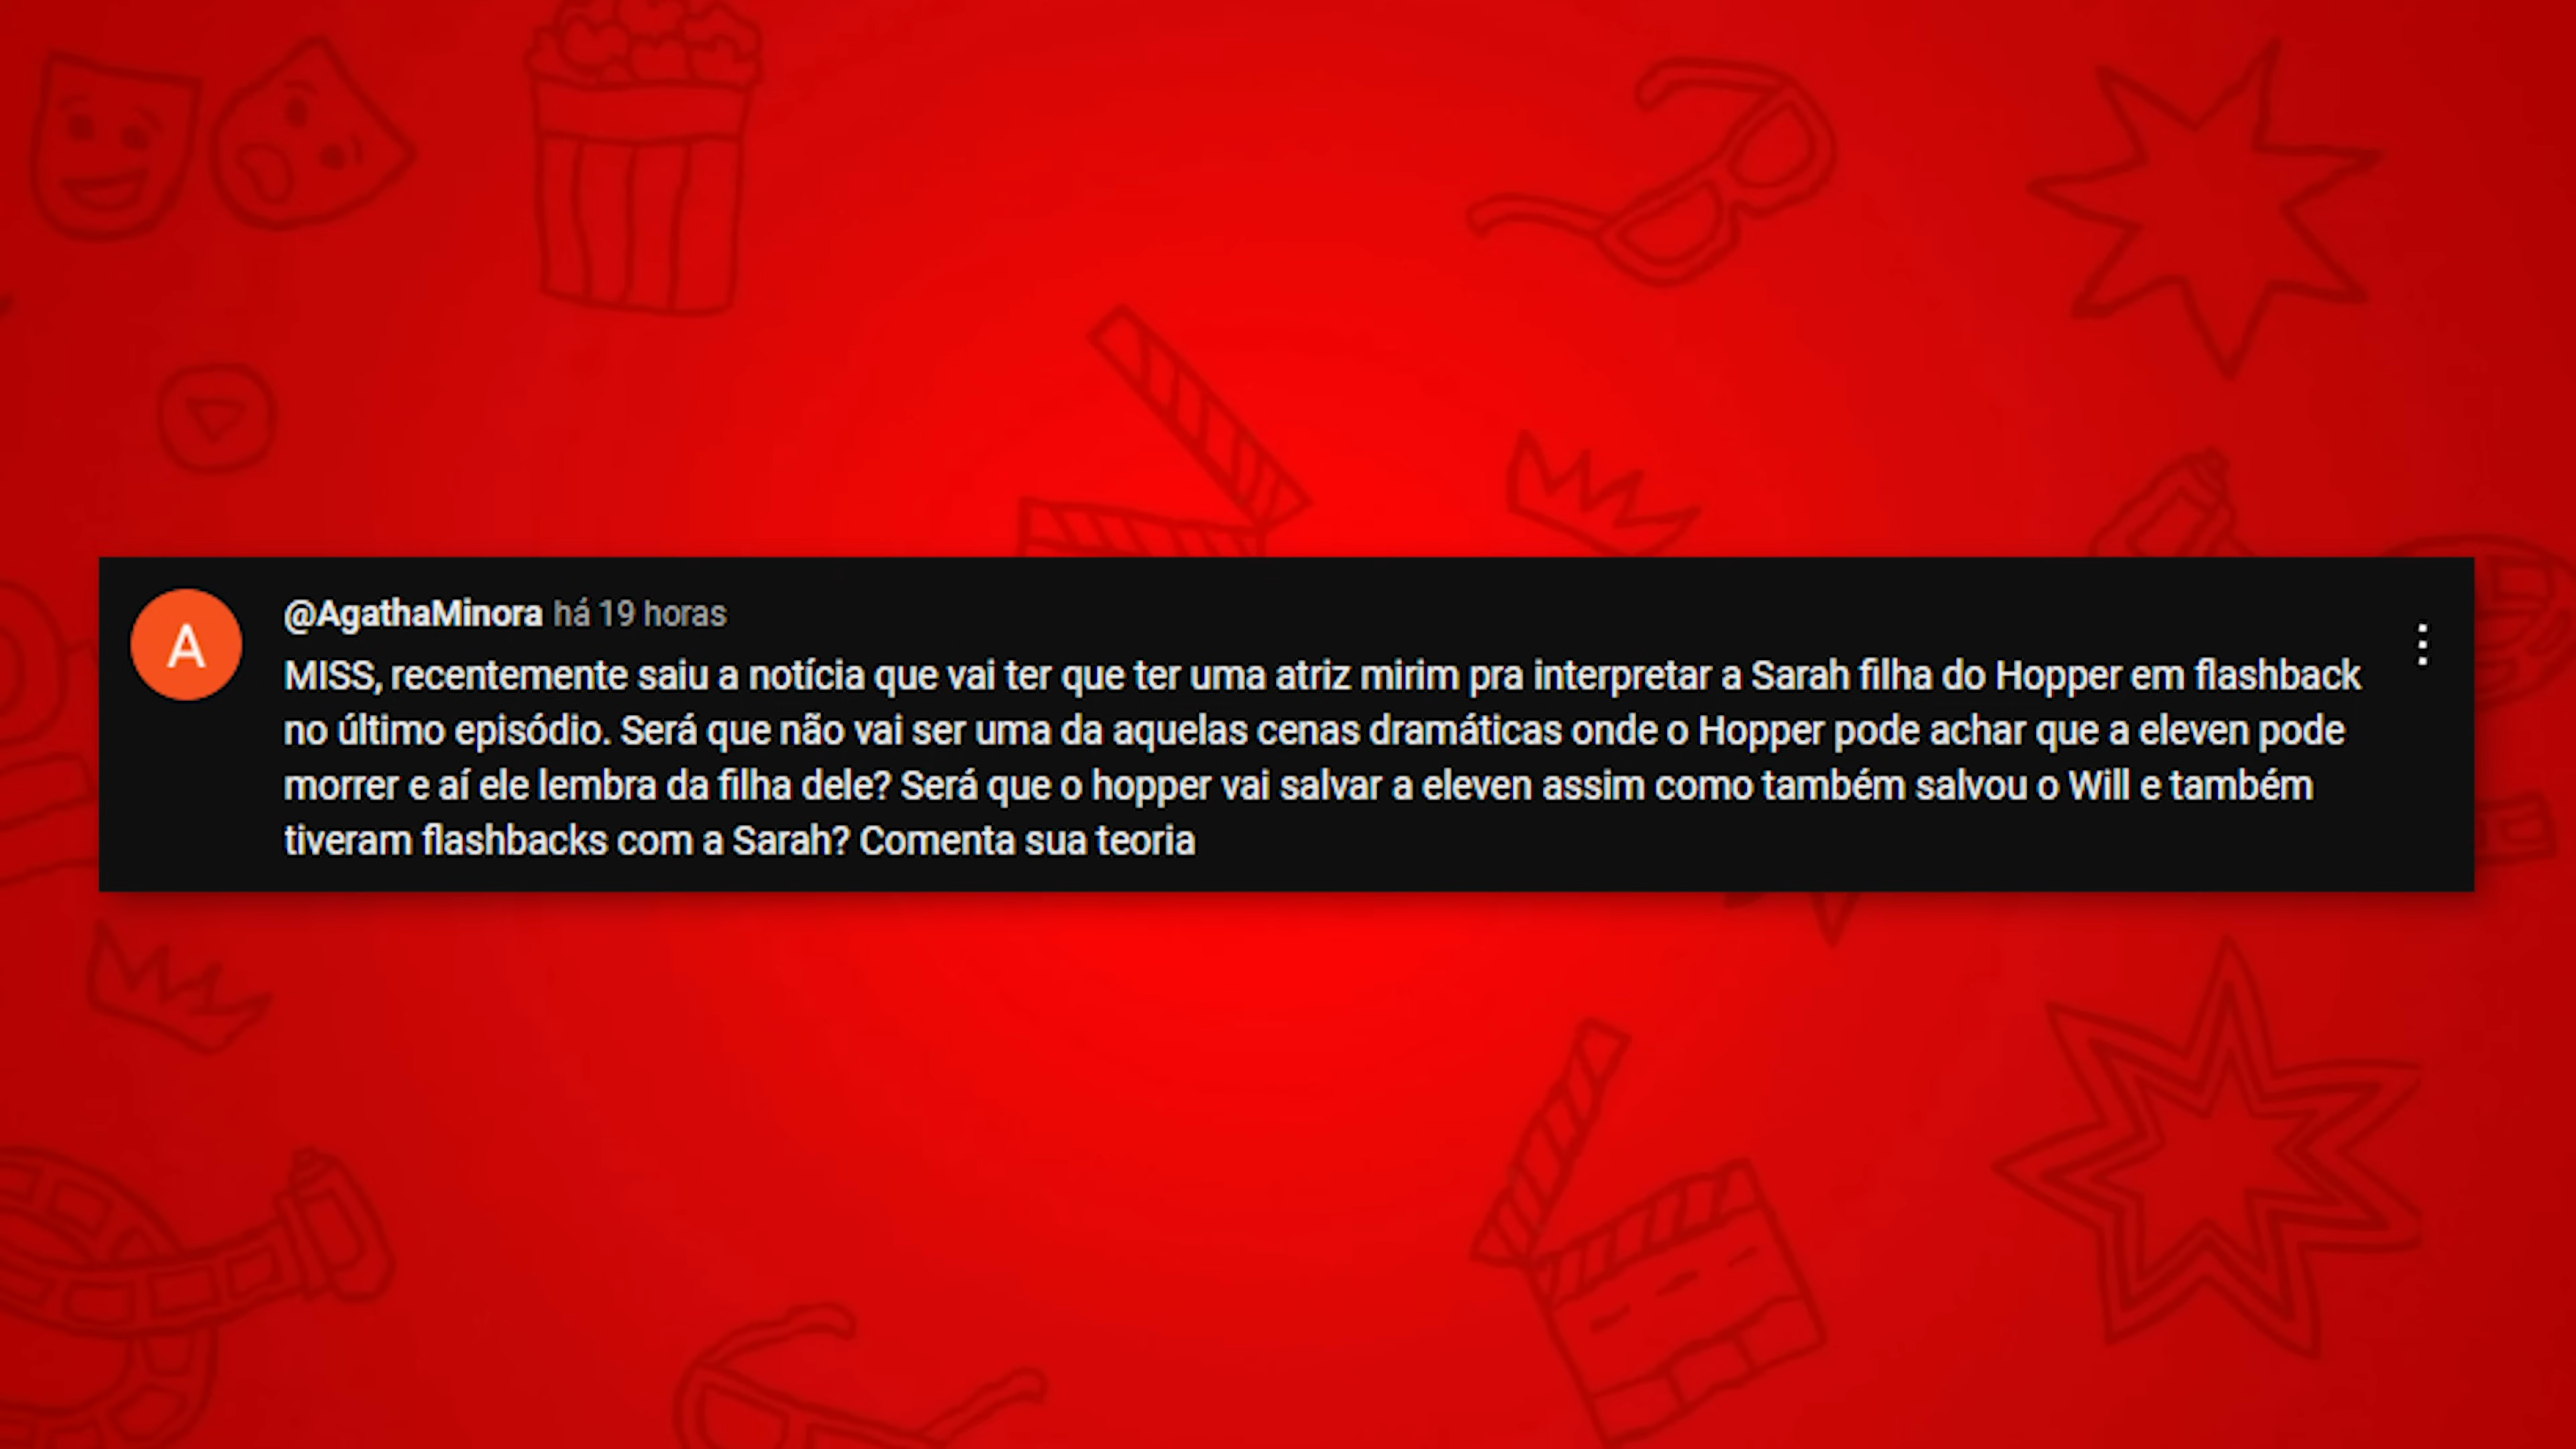 A
@AgathaMinora há 19 horas
MISS, recentemente saiu a notícia que vai ter que ter uma atriz mirim pra interpretar a Sarah filha do Hopper em flashback
no último episódio. Será que não vai ser uma da aquelas cenas dramáticas onde o Hopper pode achar que a eleven pode
morrer e aí ele lembra da filha dele? Será que o hopper vai salvar a eleven assim como também salvou o Will e também
tiveram flashbacks com a Sarah? Comenta sua teoria